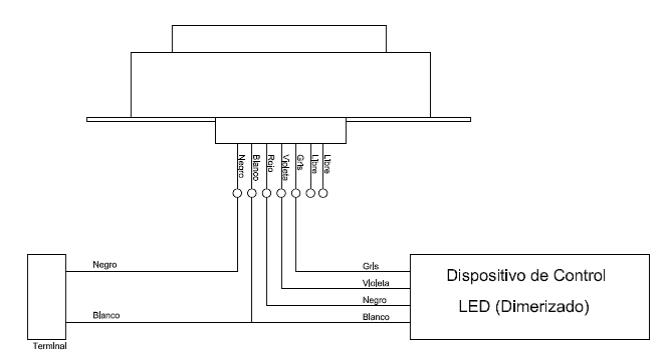 Negro
Blanco
Rojo
Violeta
Gris
Libre
Libre
Negro
Gris
Violeta
Negro
Blanco
Blanco
Dispositivo de Control
LED (Dimerizado)
Terminal